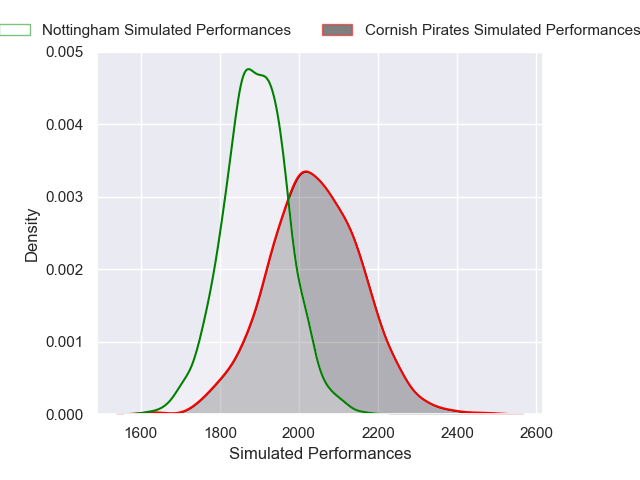 Nottingham Simulated Performances
Cornish Pirates Simulated Performances
0.005
0.004
0.003
0.002
0.001
0.000
Density
1600 1800 2000 2200 2400 2600
Simulated Performances